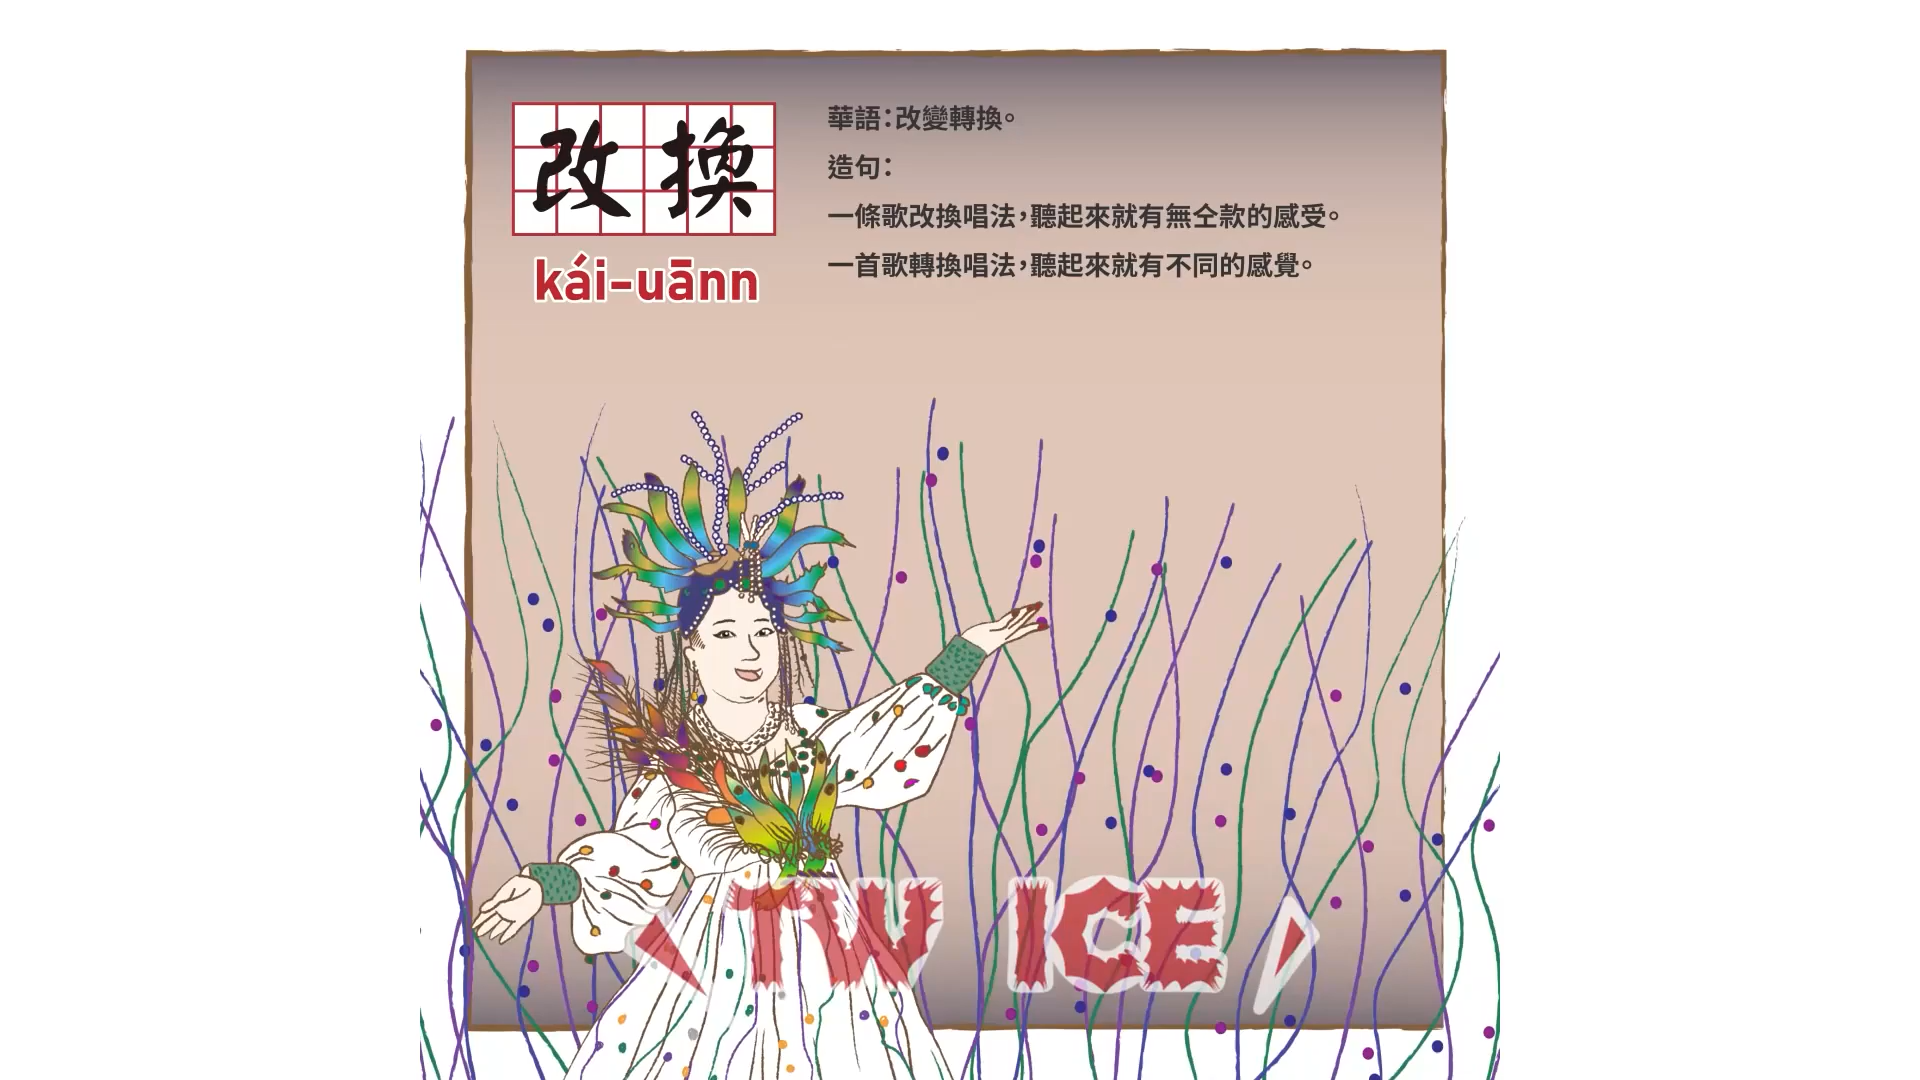 改換
kái-uānn
華語：改變轉換。
造句：
一條歌改換唱法，聽起來就有無仝款的感受。
一首歌轉換唱法，聽起來就有不同的感覺。
TW ICE